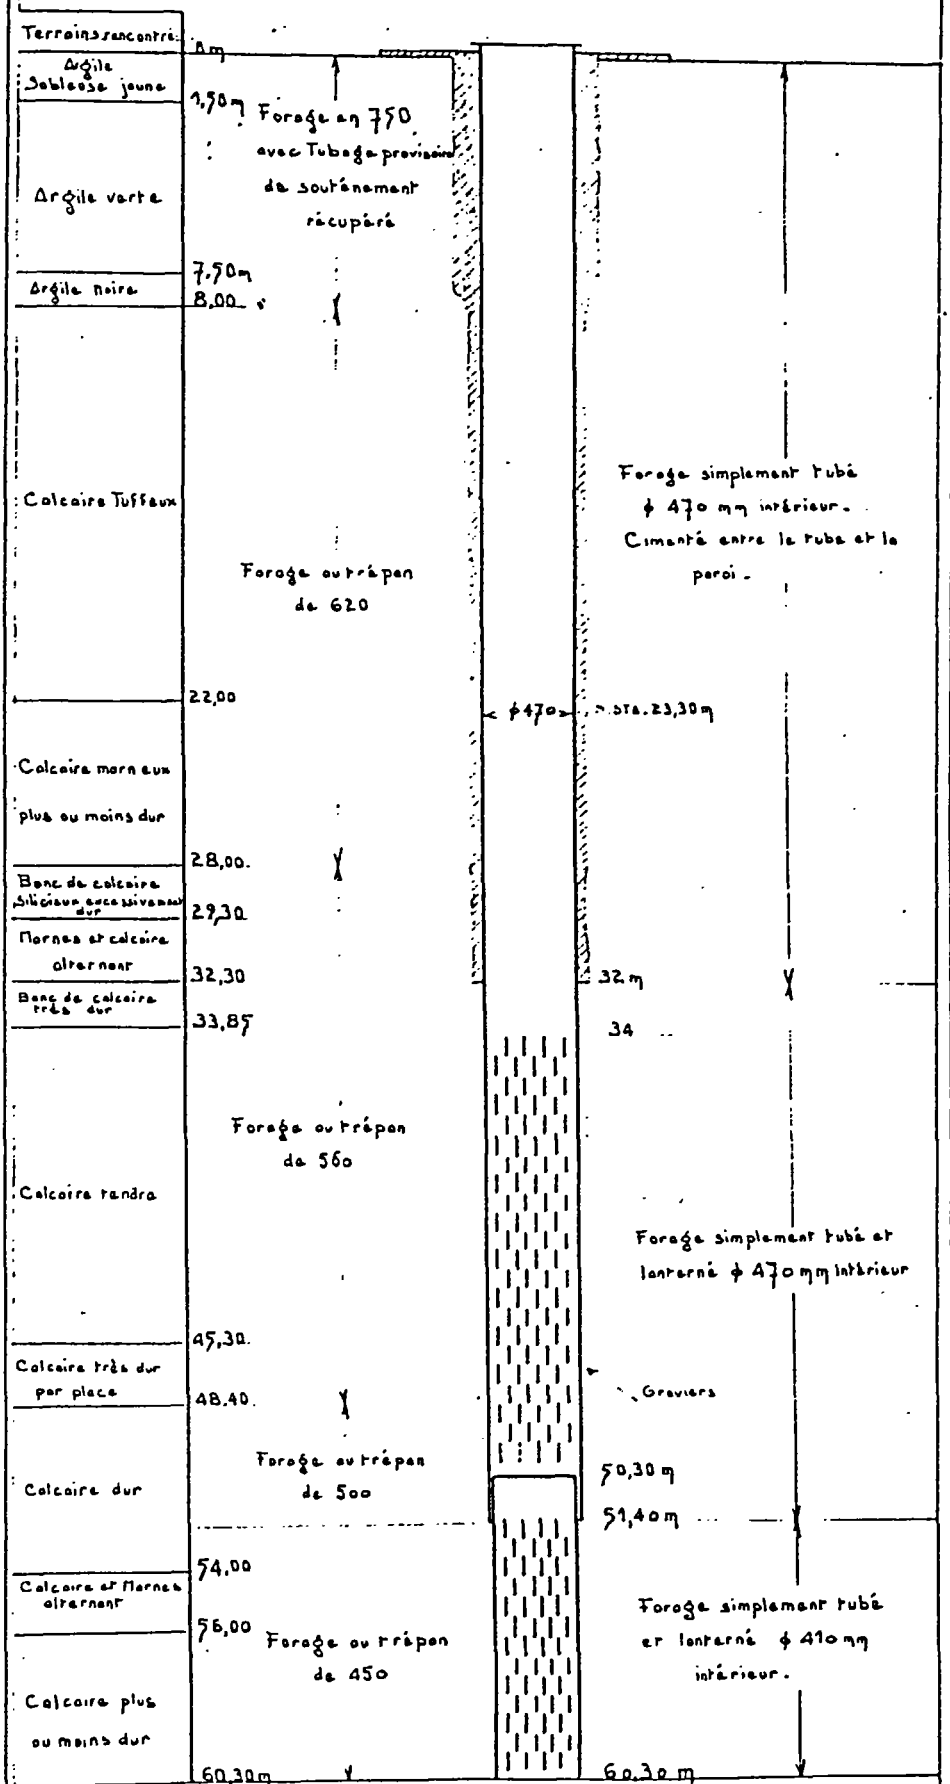 Terrains rencontrés
0 m
Argile
Sableuse jaune
1,50 m
Forage en 750
avec Tubage provisoire
de souténement
récupéré
Argile verte
7,50 m
Argile noire
8,00
Calcaire Tuffeux
Forage simplement tubé
ϕ 470 mm intérieur.
Cimenté entre le tube et la
paroi.
Forage au trépan
de 620
22,00
ϕ 470
23,30 m
Calcaire marneux
plus ou moins dur
28,00
Banc de calcaire
Siliceux excessivement
dur
29,30
Marnes et calcaire
alternant
32,30
32 m
Banc de calcaire
très dur
33,85
34
Forage au trépan
de 560
Calcaire tendre
Forage simplement tubé et
lanterné ϕ 470 mm intérieur
45,30
Calcaire très dur
par place
48,40
Graviers
Forage au trépan
de 500
50,30 m
Calcaire dur
51,40 m
54,00
Calcaire et Marnes
alternant
56,00
Forage simplement tubé
et lanterné ϕ 410 mm
intérieur.
Forage au trépan
de 450
Calcaire plus
ou moins dur
60,30 m
60,30 m